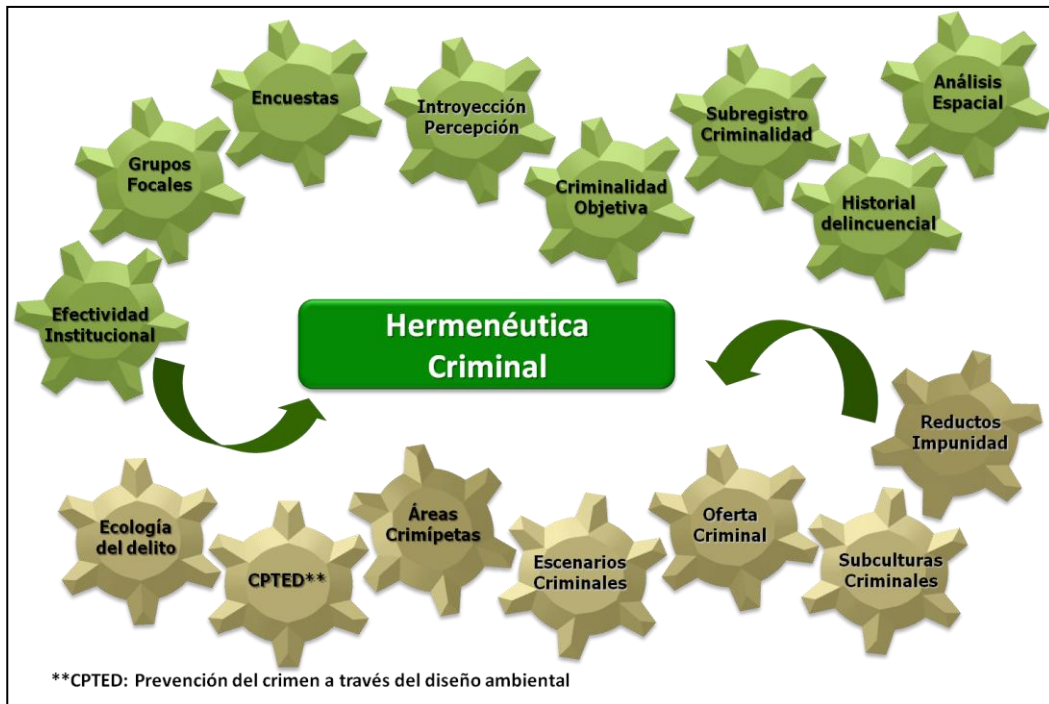 Encuestas
Introyección
Percepción
Subregistro
Criminalidad
Análisis
Espacial
Grupos
Focales
Criminalidad
Objetiva
Historial
delincuencial
Efectividad
Institucional
Hermenéutica
Criminal
Reductos
Impunidad
Ecología
del delito
CPTED**
Áreas
Crimípetas
Escenarios
Criminales
Oferta
Criminal
Subculturas
Criminales
**CPTED: Prevención del crimen a través del diseño ambiental